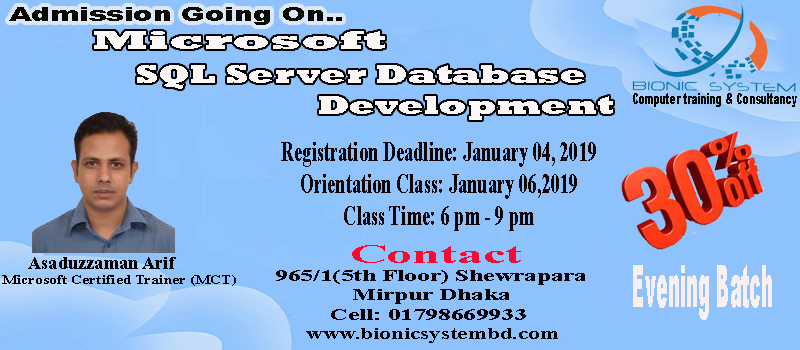 Admission Going On..
Microsoft
SQL Server Database
Development
BIONIC SYSTEM
Computer training & Consultancy
Registration Deadline: January 04, 2019
Orientation Class: January 06,2019
Class Time: 6 pm - 9 pm
30% off
Asaduzzaman Arif
Microsoft Certified Trainer (MCT)
Contact
965/1(5th Floor) Shewrapara
Mirpur Dhaka
Cell: 01798669933
www.bionicsystembd.com
Evening Batch